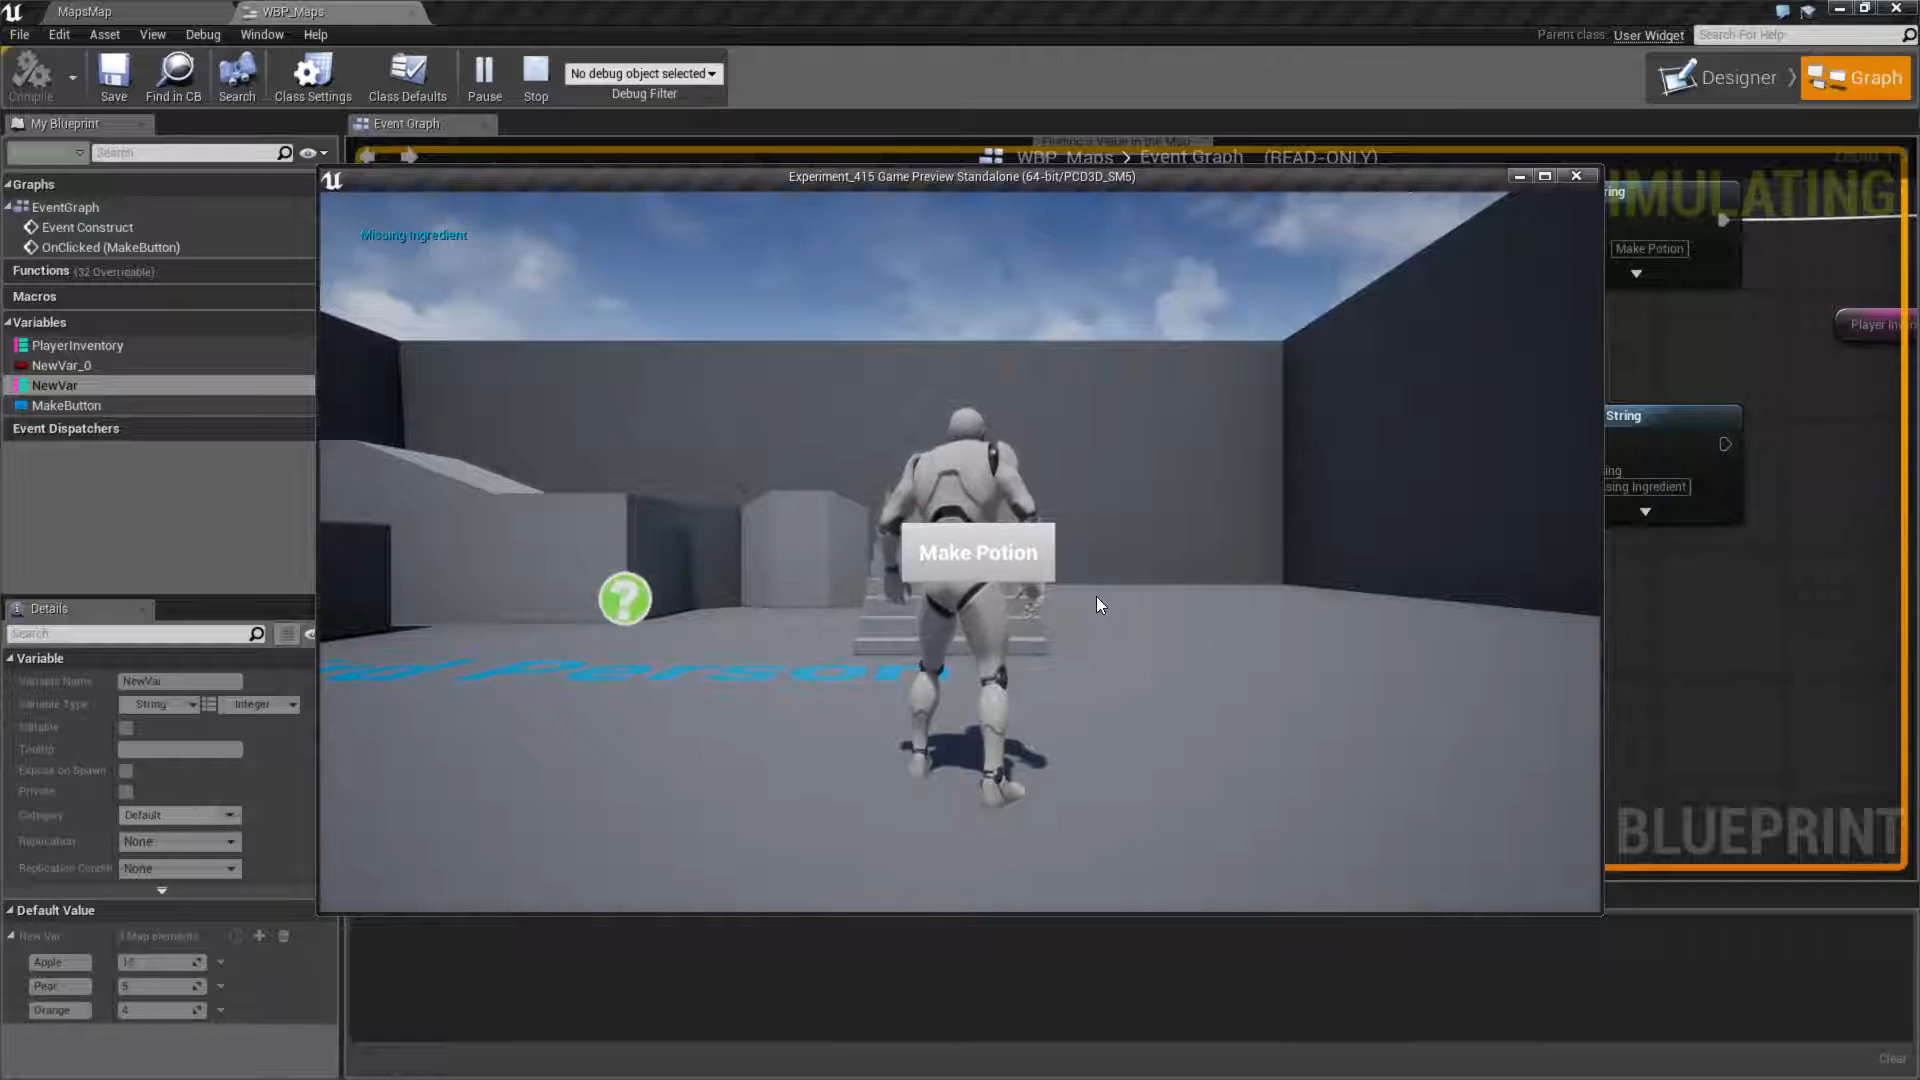 MapsMap
WBP_Maps
File Edit Asset View Debug Window Help
Parent class: User Widget
Search For Help
Compile
Save
Find in CB
Search
Class Settings
Class Defaults
Pause
Stop
No debug object selected
Debug Filter
Designer
Graph
My Blueprint
Event Graph
Search
WBP_Maps > Event Graph (READ-ONLY)
Graphs
EventGraph
Event Construct
OnClicked (MakeButton)
Functions (32 Overridable)
Macros
Variables
PlayerInventory
NewVar_0
NewVar
MakeButton
Event Dispatchers
Experiment_415 Game Preview Standalone (64-bit/PCD3D_SM5)
Missing Ingredient
Make Potion
?
Person
ring
MULATING
Make Potion
Player Inven
String
ing
sing Ingredient
BLUEPRINT
Details
Search
Variable
Variable Name NewVar
Variable Type String Integer
Editable
Tooltip
Expose on Spawn
Private
Category Default
Replication None
Replication Conditi None
Default Value
New Var 3 Map elements
Apple
Pear 5
Orange 4
Clear